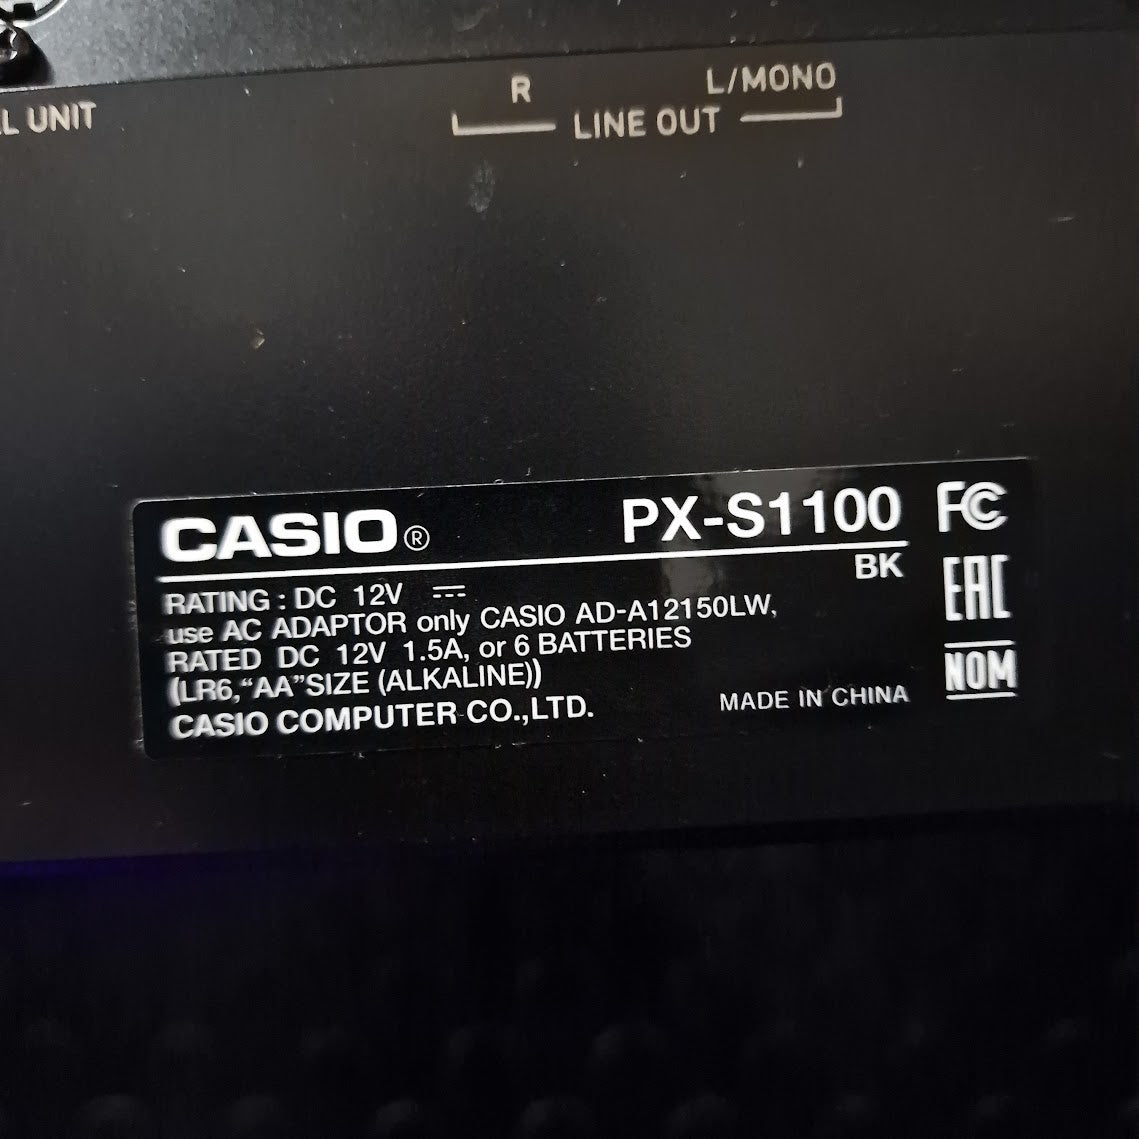 R L/MONO
L UNIT
LINE OUT
CASIO® PX-S1100 FC
BK
EAC
RATING : DC 12V ⎓
use AC ADAPTOR only CASIO AD-A12150LW,
RATED DC 12V 1.5A, or 6 BATTERIES
(LR6,"AA"SIZE (ALKALINE))
NOM
CASIO COMPUTER CO.,LTD. MADE IN CHINA